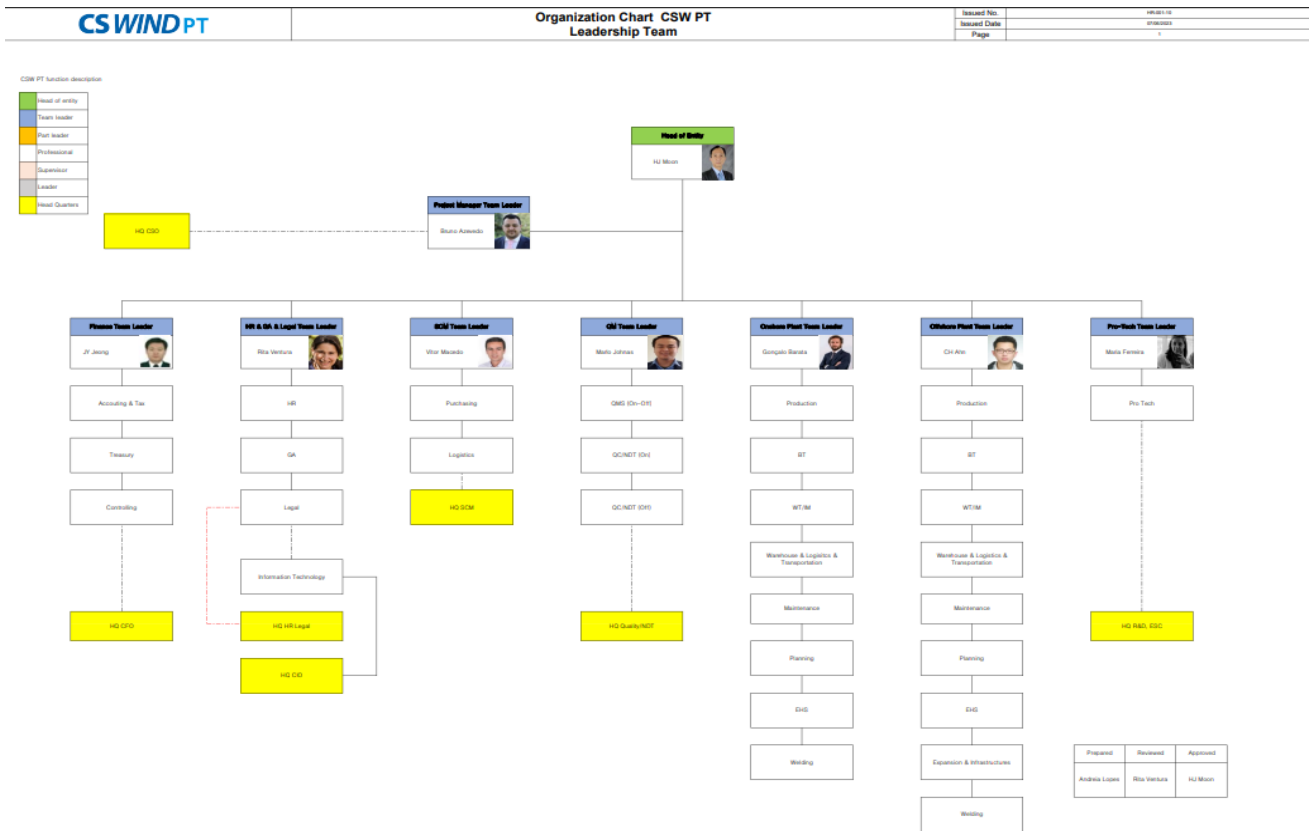 CS WIND PT
Organization Chart CSW PT
Leadership Team
Issued No.
Issued Date
07/08/2023
Page
1
CSW PT function description
Head of entity
Team leader
Part leader
Professional
Supervisor
Leader
Head Quarters
Head of Entity
HJ Moon
Project Manager Team Leader
Bruno Azevedo
HQ CSO
Finance Team Leader
JY Jeong
Accouting & Tax
Treasury
Controlling
HQ CFO
HR & GA & Legal Team Leader
Rita Ventura
HR
GA
Legal
Information Technology
HQ HR Legal
HQ CIO
SCM Team Leader
Vitor Macedo
Purchasing
Logistics
HQ SCM
QM Team Leader
Mario Johnas
QMS (On-Off)
QC/NDT (On)
QC/NDT (Off)
HQ Quality/NDT
Onshore Plant Team Leader
Gonçalo Barata
Production
BT
WT/IM
Warehouse & Logistics &
Transportation
Maintenance
Planning
EHS
Welding
Offshore Plant Team Leader
CH Ahn
Production
BT
WT/IM
Warehouse & Logistics &
Transportation
Maintenance
Planning
EHS
Expansion & Infrastructures
Welding
Pro-Tech Team Leader
Maria Ferreira
Pro Tech
HQ R&D, ESC
Prepared Reviewed Approved
Andreia Lopes Rita Ventura HJ Moon